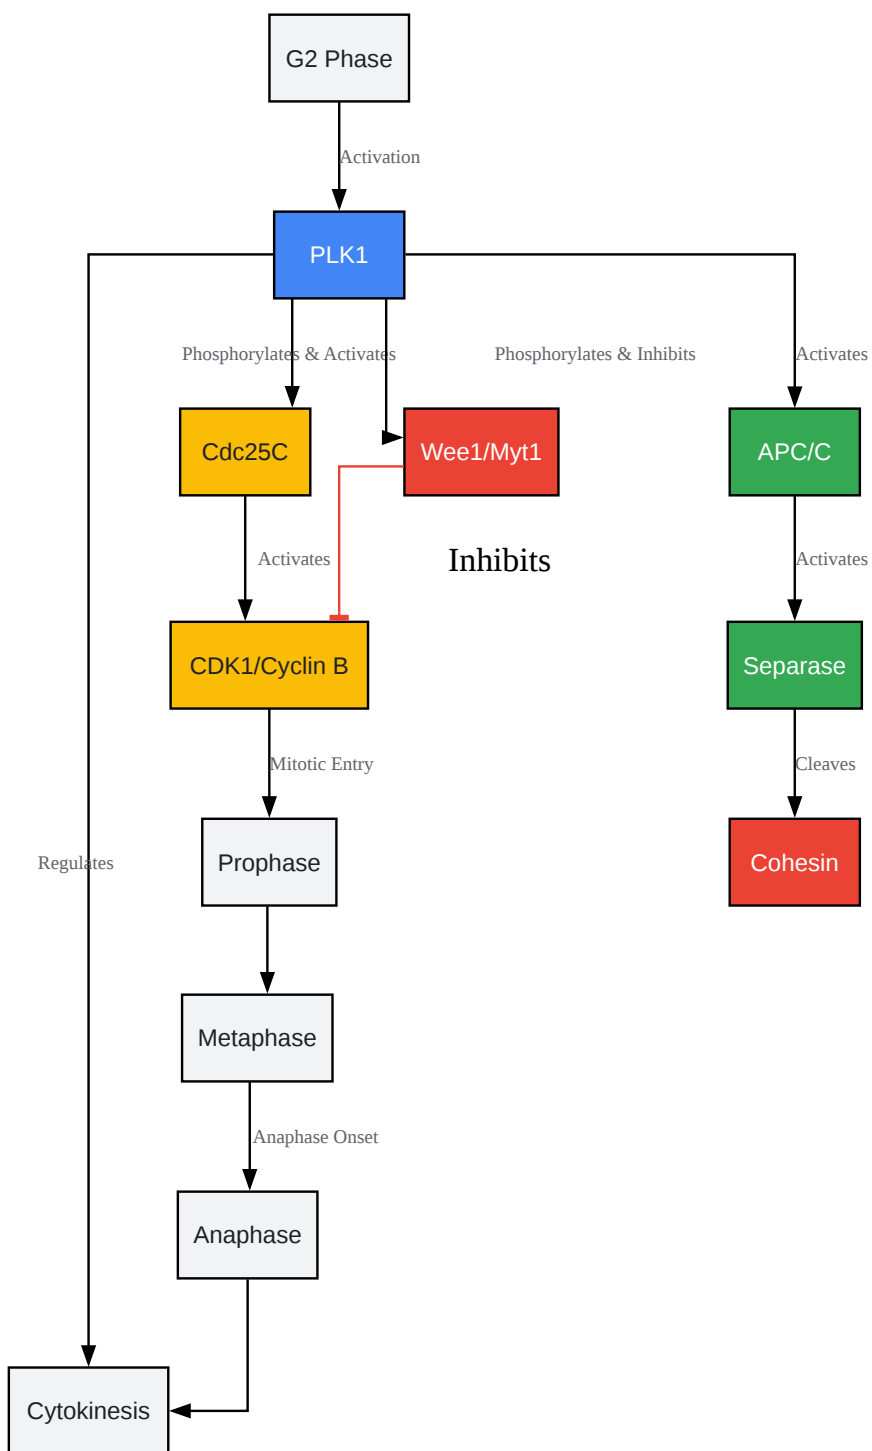 G2 Phase
Activation
PLK1
Phosphorylates & Activates
Phosphorylates & Inhibits
Activates
Cdc25C
Wee1/Myt1
APC/C
Activates
Inhibits
Activates
CDK1/Cyclin B
Separase
Mitotic Entry
Cleaves
Regulates
Prophase
Cohesin
Metaphase
Anaphase Onset
Anaphase
Cytokinesis